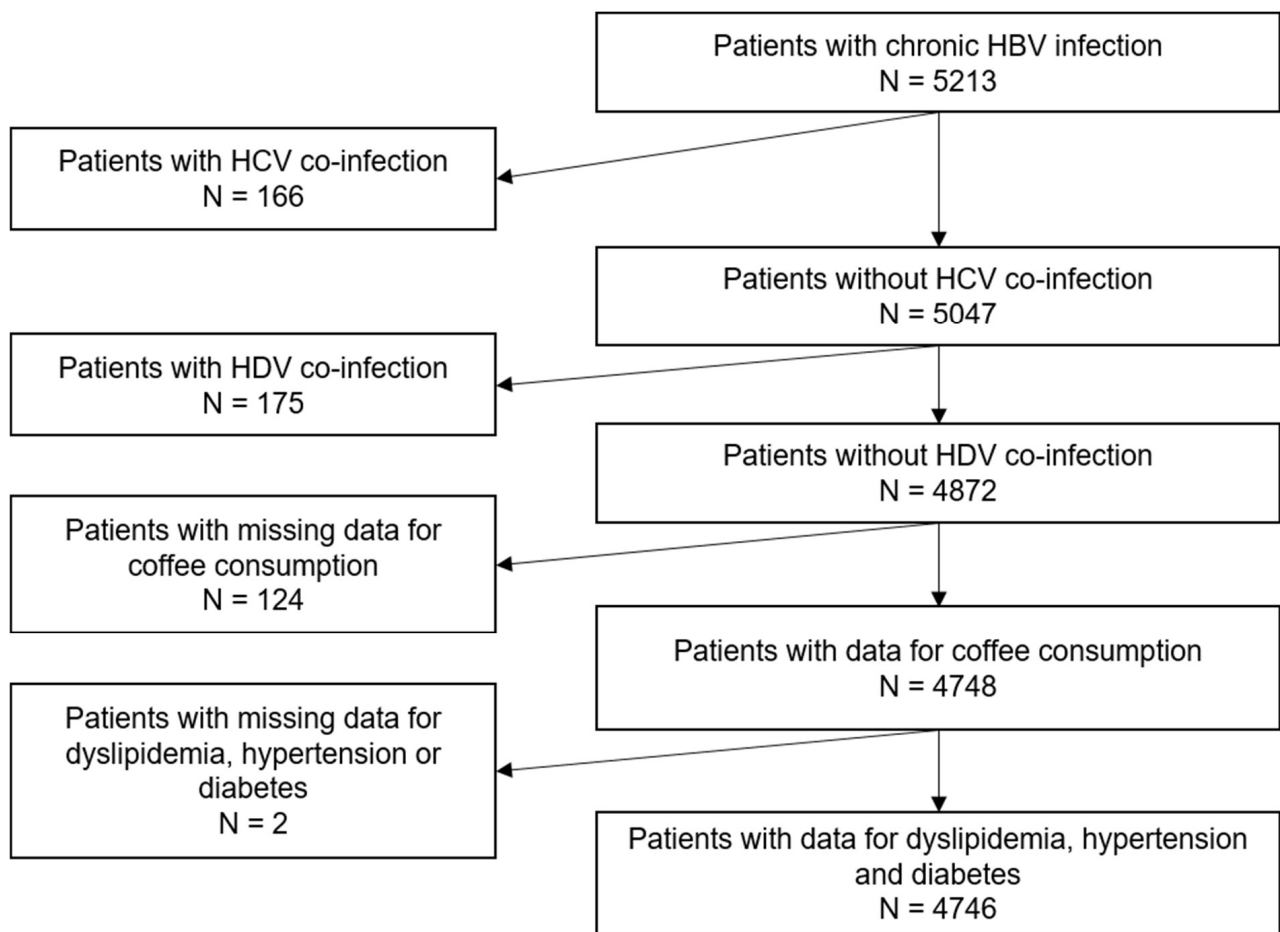 Patients with chronic HBV infection
N = 5213
Patients with HCV co-infection
N = 166
Patients without HCV co-infection
N = 5047
Patients with HDV co-infection
N = 175
Patients without HDV co-infection
N = 4872
Patients with missing data for
coffee consumption
N = 124
Patients with data for coffee consumption
N = 4748
Patients with missing data for
dyslipidemia, hypertension or
diabetes
N = 2
Patients with data for dyslipidemia, hypertension
and diabetes
N = 4746